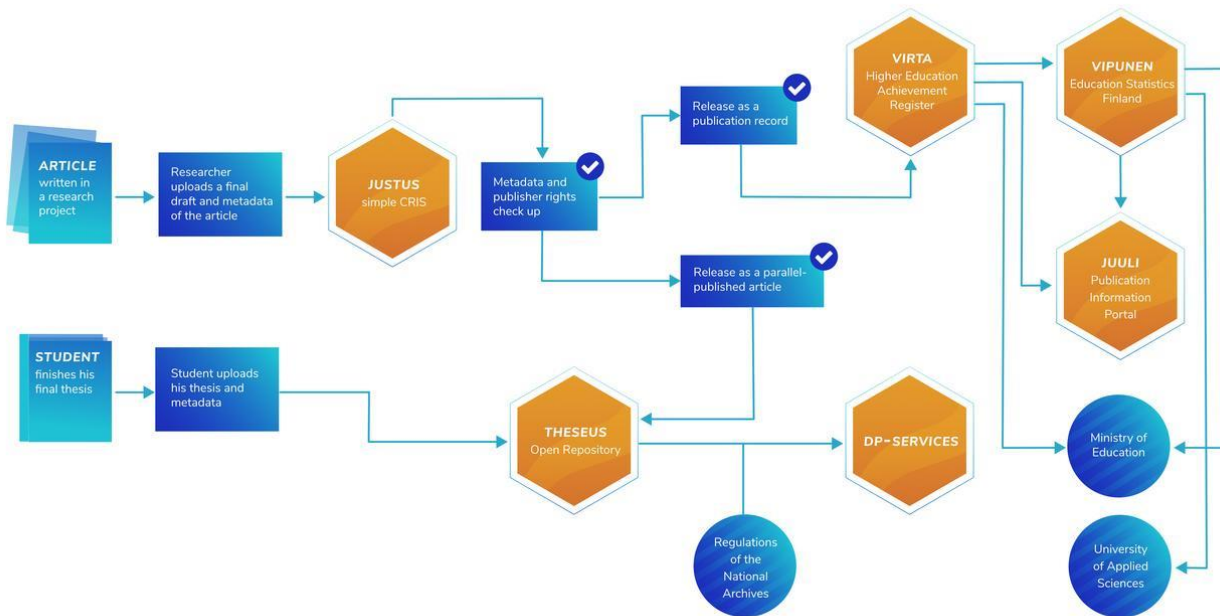 ARTICLE
written in
a research
project
Researcher
uploads a final
draft and metadata
of the article
JUSTUS
simple CRIS
Metadata and
publisher rights
check up
Release as a
publication record
VIRTA
Higher Education
Achievement
Register
VIPUNEN
Education Statistics
Finland
JUULI
Publication
Information
Portal
Release as a parallel-
published article
STUDENT
finishes his
final thesis
Student uploads
his thesis and
metadata
THESEUS
Open Repository
DP-SERVICES
Ministry of
Education
Regulations
of the
National
Archives
University
of Applied
Sciences